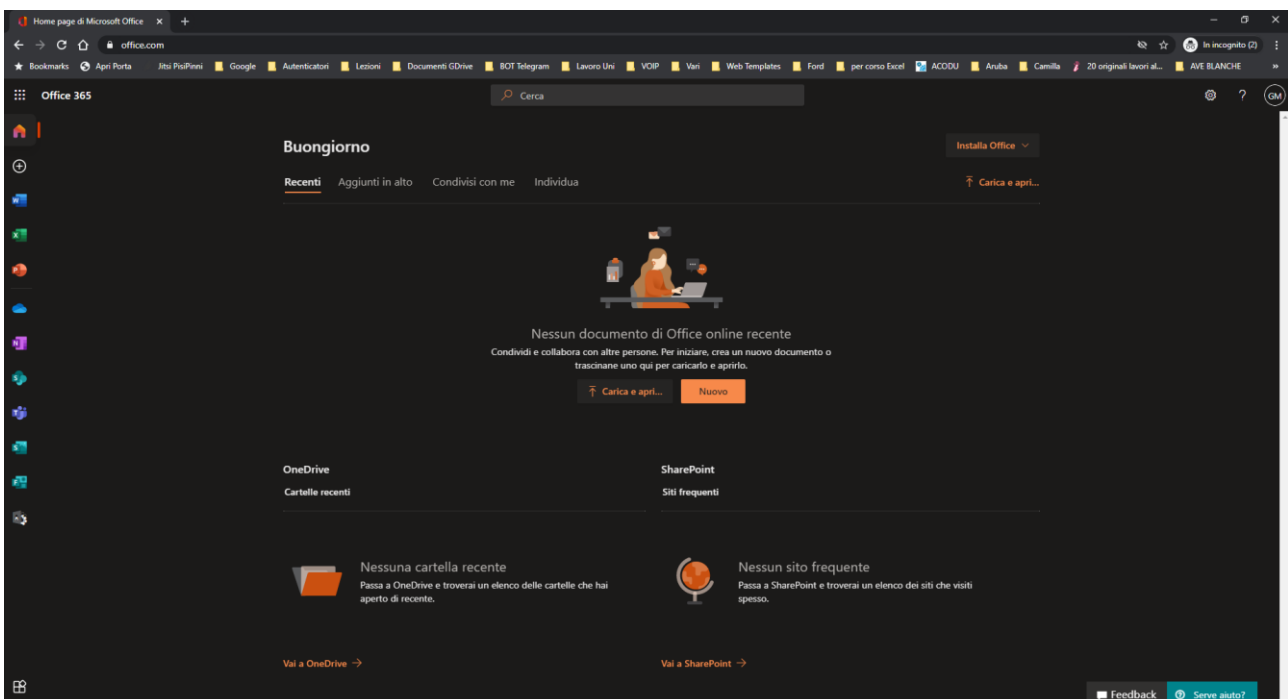 Home page di Microsoft Office
office.com
In incognito (2)
Bookmarks Apri Porta Jitsi PisiPinni Google Autenticatori Lezioni Documenti GDrive BOT Telegram Lavoro Uni VOIP Vari Web Templates Ford per corso Excel ACODU Aruba Camilla 20 originali lavori al... AVE BLANCHE »
Office 365
Cerca
? GM
Buongiorno
Installa Office
Recenti Aggiunti in alto Condivisi con me Individua
Carica e apri...
Nessun documento di Office online recente
Condividi e collabora con altre persone. Per iniziare, crea un nuovo documento o
trascinane uno qui per caricarlo e aprirlo.
Carica e apri... Nuovo
OneDrive
Cartelle recenti
SharePoint
Siti frequenti
Nessuna cartella recente
Passa a OneDrive e troverai un elenco delle cartelle che hai
aperto di recente.
Nessun sito frequente
Passa a SharePoint e troverai un elenco dei siti che visiti
spesso.
Vai a OneDrive →
Vai a SharePoint →
Feedback
Serve aiuto?